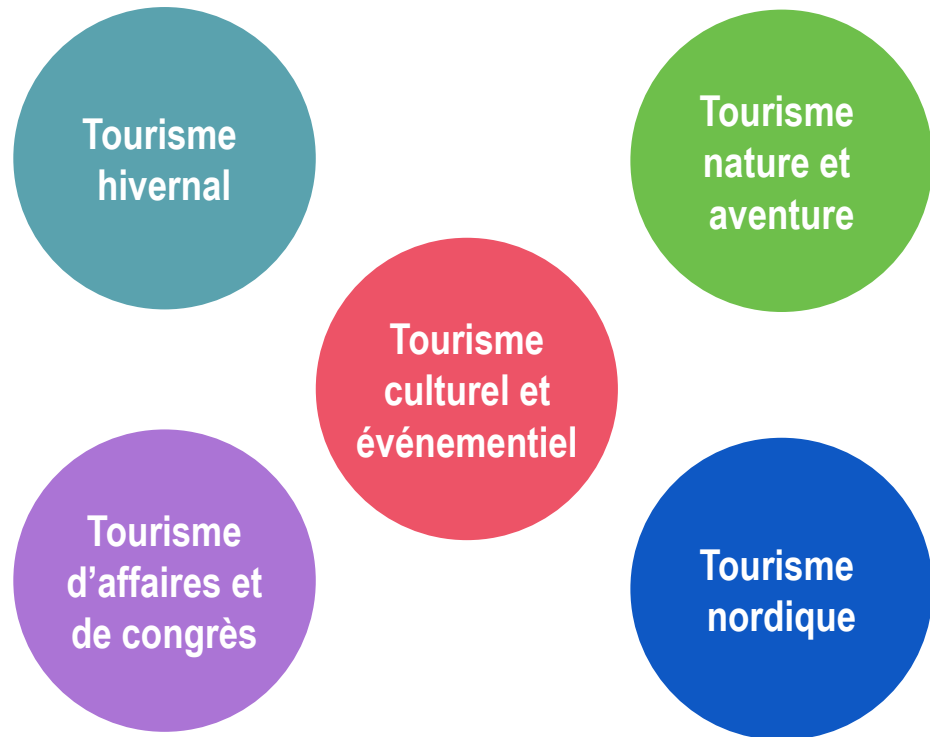 Tourisme
hivernal
Tourisme
nature et
aventure
Tourisme
culturel et
événementiel
Tourisme
d’affaires et
de congrès
Tourisme
nordique